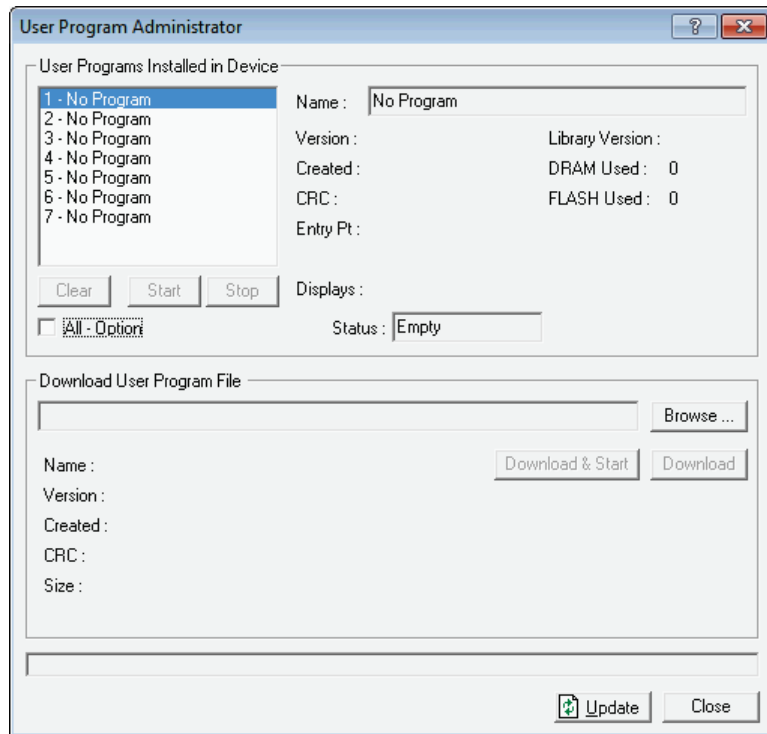 User Program Administrator
User Programs Installed in Device
1 - No Program
2 - No Program
3 - No Program
4 - No Program
5 - No Program
6 - No Program
7 - No Program
Name : No Program
Version :
Library Version :
Created :
DRAM Used : 0
CRC :
FLASH Used : 0
Entry Pt :
Clear
Start
Stop
Displays :
All - Option
Status : Empty
Download User Program File
Browse ...
Name :
Download & Start
Download
Version :
Created :
CRC :
Size :
Update
Close